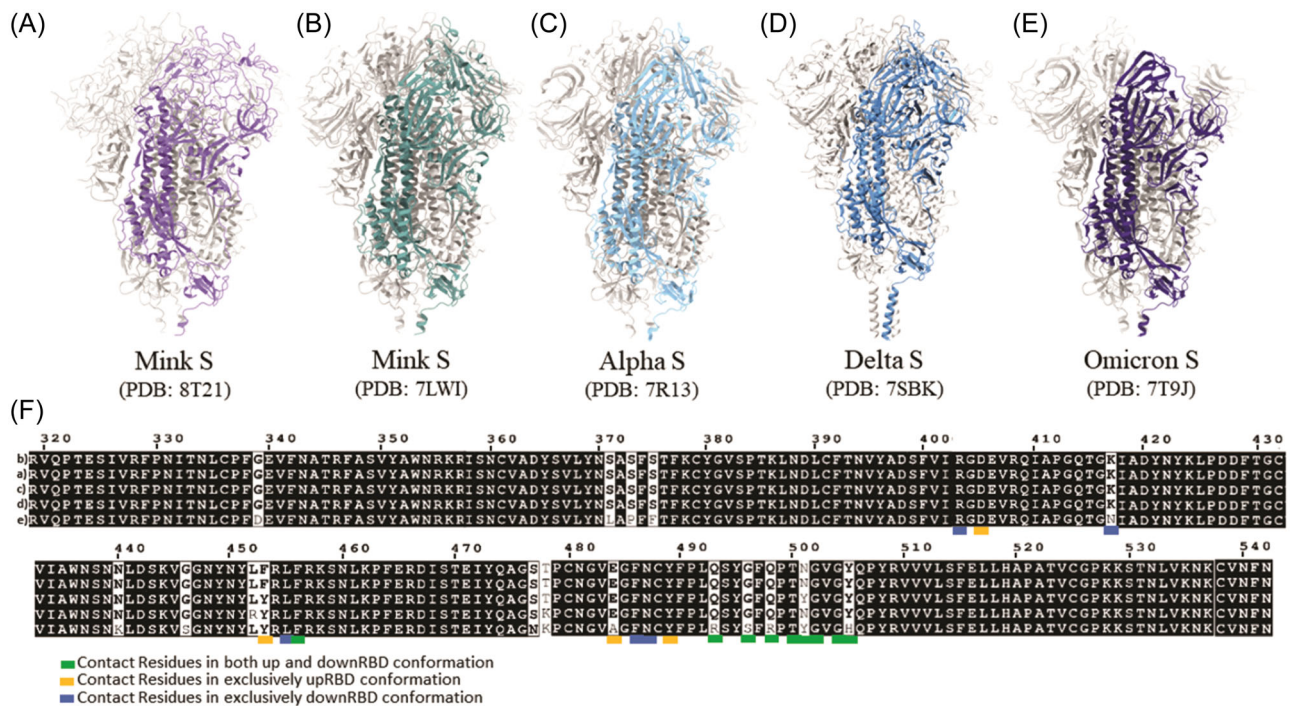 (A)
(B)
(C)
(D)
(E)
Mink S
(PDB: 8T21)
Mink S
(PDB: 7LWI)
Alpha S
(PDB: 7R13)
Delta S
(PDB: 7SBK)
Omicron S
(PDB: 7T9J)
(F)
320 340 350 360 370 380 390 400 410 420 430
b) RVQPTESIVRFPNITNLCPFGEVFNATRFASVYAWNRKRISNCVADYSVLYNSASFSTFKCYGVSPTKLNDLCFTNVYADSFVIRGDEVRQIAPGQTGKIADYNYKLPDDFTGC
a) RVQPTESIVRFPNITNLCPFGEVFNATRFASVYAWNRKRISNCVADYSVLYNSASFSTFKCYGVSPTKLNDLCFTNVYADSFVIRGDEVRQIAPGQTGKIADYNYKLPDDFTGC
c) RVQPTESIVRFPNITNLCPFGEVFNATRFASVYAWNRKRISNCVADYSVLYNSASFSTFKCYGVSPTKLNDLCFTNVYADSFVIRGDEVRQIAPGQTGKIADYNYKLPDDFTGC
d) RVQPTESIVRFPNITNLCPFGEVFNATRFASVYAWNRKRISNCVADYSVLYNSASFSTFKCYGVSPTKLNDLCFTNVYADSFVIRGDEVRQIAPGQTGKIADYNYKLPDDFTGC
e) RVQPTESIVRFPNITNLCPFDEVFNATRFASVYAWNRKRISNCVADYSVLYNLAPFFTFKCYGVSPTKLNDLCFTNVYADSFVIRGDEVRQIAPGQTGNIADYNYKLPDDFTGC
440 450 460 470 480 490 500 510 520 530 540
VIAWNSNNLDSKVGGNYNYLFRLFRKSNLKPFERDISTEIYQAGSTPCNGVEGFNCYFPLQSYGFQPTNGVGYQPYRVVVLSFELLHAPATVCGPKKSTNLVKNKCVNFN
VIAWNSNNLDSKVGGNYNYLFRLFRKSNLKPFERDISTEIYQAGSTPCNGVEGFNCYFPLQSYGFQPTNGVGYQPYRVVVLSFELLHAPATVCGPKKSTNLVKNKCVNFN
VIAWNSNNLDSKVGGNYNYLYRLFRKSNLKPFERDISTEIYQAGSTPCNGVEGFNCYFPLQSYGFQPTYGVGYQPYRVVVLSFELLHAPATVCGPKKSTNLVKNKCVNFN
VIAWNSNNLDSKVGGNYNYRYRLFRKSNLKPFERDISTEIYQAGSKPCNGVEGFNCYFPLQSYGFQPTNGVGYQPYRVVVLSFELLHAPATVCGPKKSTNLVKNKCVNFN
VIAWNSNKLDSKVSGNYNYLYRLFRKSNLKPFERDISTEIYQAGNKPCNGVAGFNCYFPLRSYSFRPTYGVGHQPYRVVVLSFELLHAPATVCGPKKSTNLVKNKCVNFN
Contact Residues in both up and downRBD conformation
Contact Residues in exclusively upRBD conformation
Contact Residues in exclusively downRBD conformation